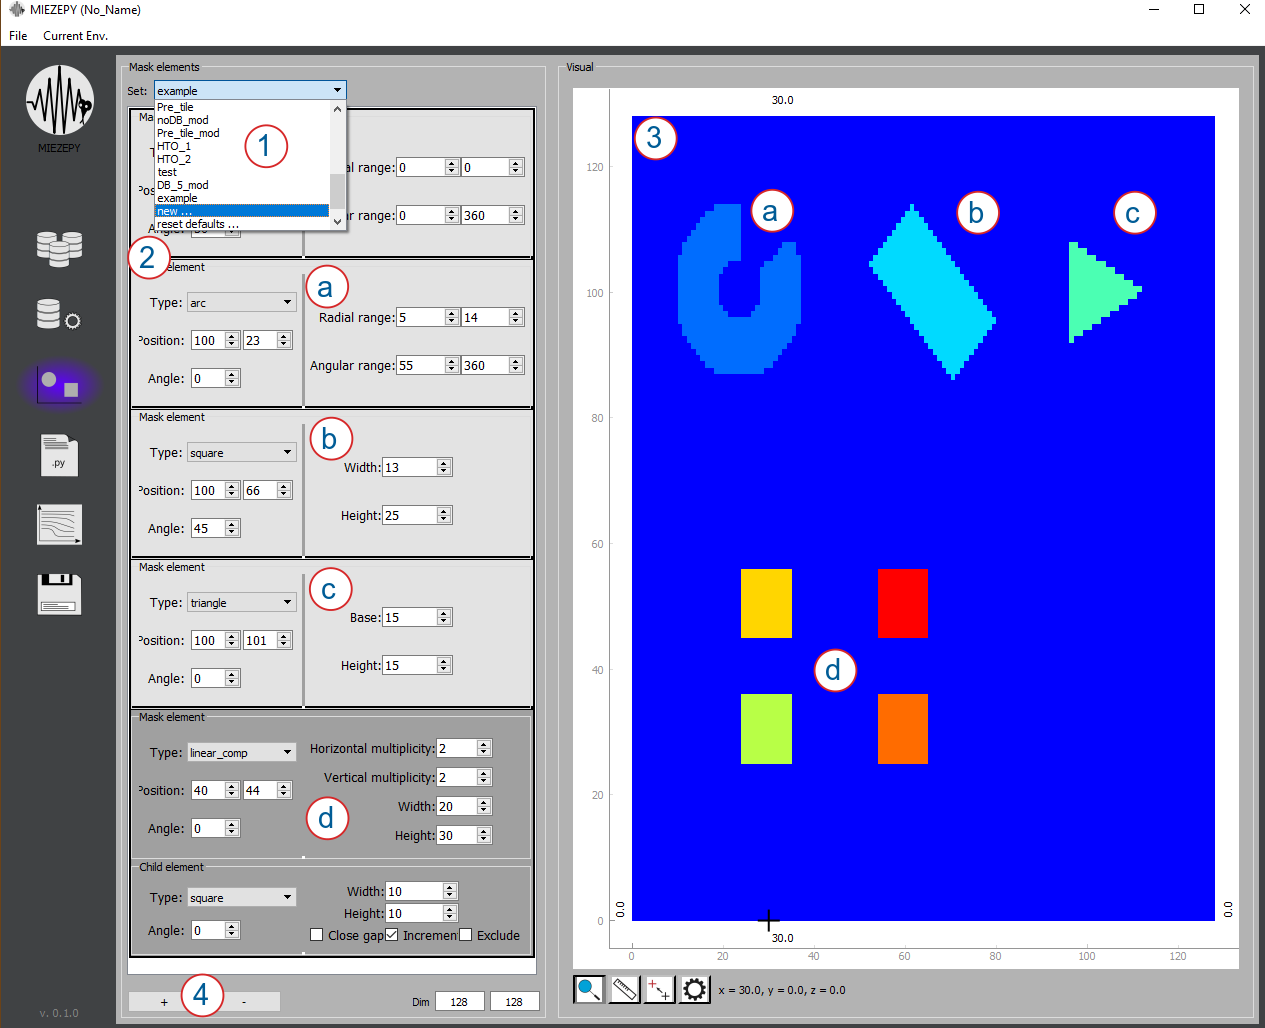 MIEZEPY (No_Name)
File Current Env.
MIEZEPY
.py
v. 0.1.0
Mask elements
Set: example
Pre_tile
noDB_mod
Pre_tile_mod
HTO_1
HTO_2
test
DB_5_mod
example
new ...
reset defaults ...
1
0 0
0 360
2
element
Type: arc
Position: 100 23
Angle: 0
a
Radial range: 5 14
Angular range: 55 360
Mask element
Type: square
Position: 100 66
Angle: 45
b
Width: 13
Height: 25
Mask element
Type: triangle
Position: 100 101
Angle: 0
c
Base: 15
Height: 15
Mask element
Type: linear_comp
Position: 40 44
Angle: 0
d
Horizontal multiplicity: 2
Vertical multiplicity: 2
Width: 20
Height: 30
Child element
Type: square
Angle: 0
Width: 10
Height: 10
Close gap Increment Exclude
+ 4 -
Dim 128 128
Visual
30.0
3
a b c
d
120
100
80
60
40
20
0
0.0
0.0
30.0
0 20 40 60 80 100 120
x = 30.0, y = 0.0, z = 0.0